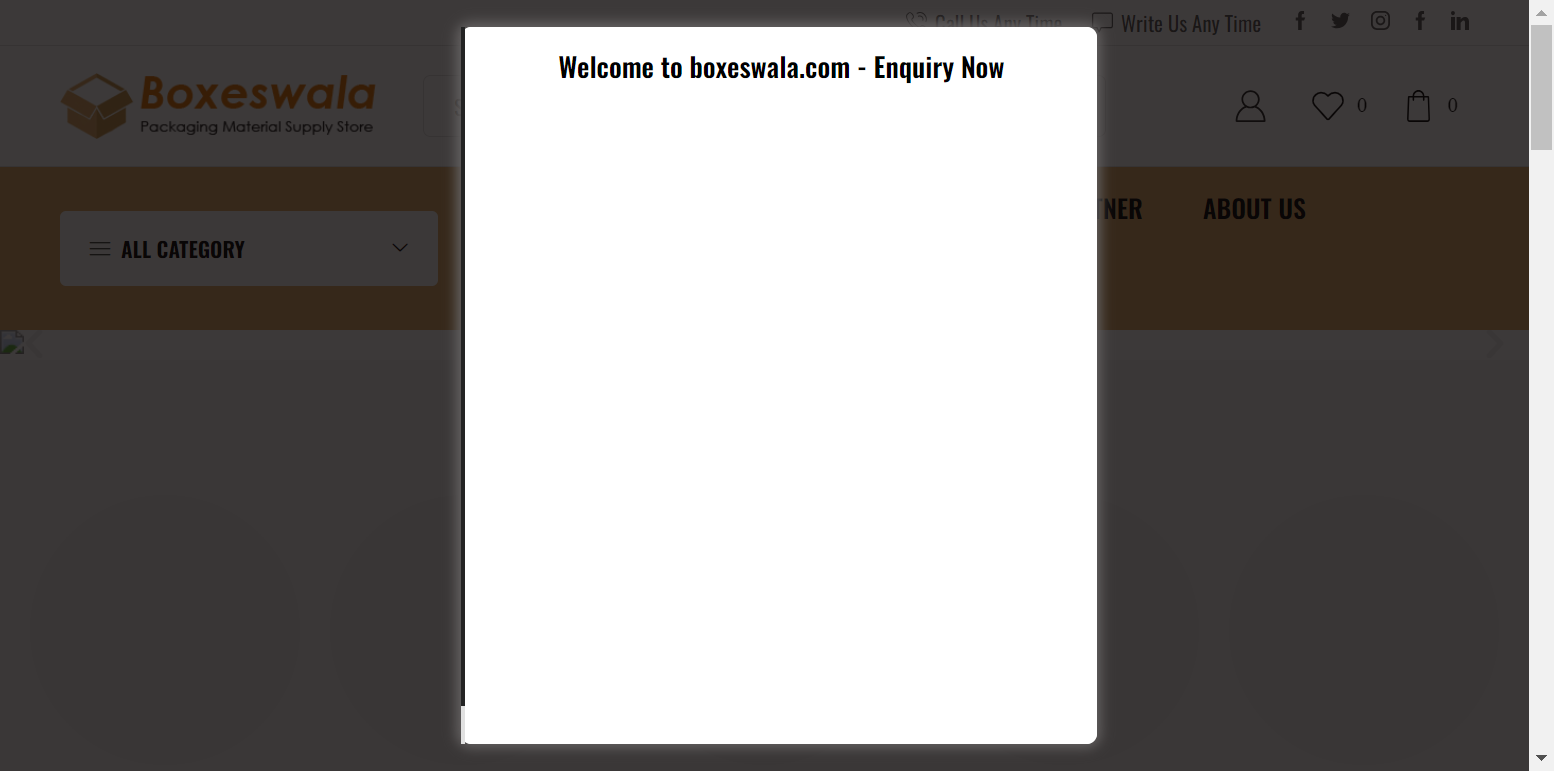 Call Us Any Time
Write Us Any Time
Welcome to boxeswala.com - Enquiry Now
Boxeswala
Packaging Material Supply Store
0
0
ABOUT US
ALL CATEGORY